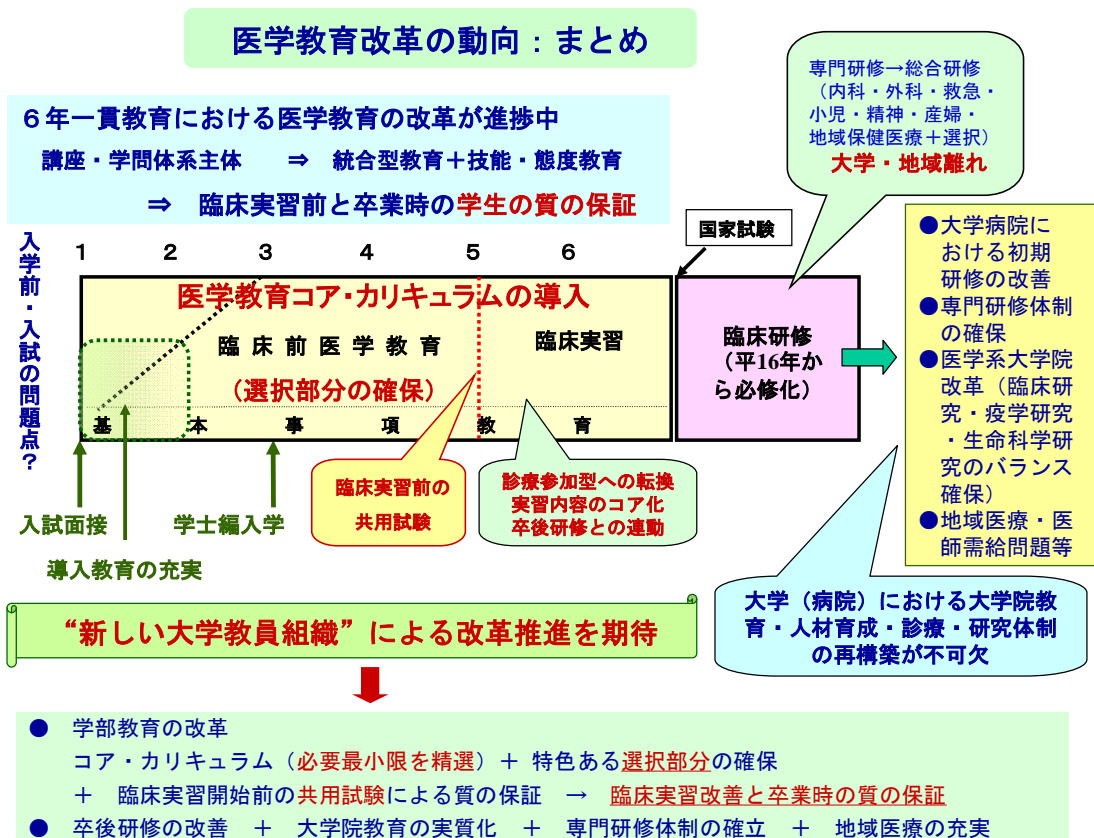 医学教育改革の動向：まとめ
専門研修→総合研修
（内科・外科・救急・
小児・精神・産婦・
地域保健医療＋選択）
大学・地域離れ
６年一貫教育における医学教育の改革が進捗中
講座・学問体系主体　⇒　統合型教育＋技能・態度教育
⇒　臨床実習前と卒業時の学生の質の保証
入学前・入試の問題点？
1 2 3 4 5 6
国家試験
医学教育コア・カリキュラムの導入
臨床前医学教育
（選択部分の確保）
臨床実習
基本事項教育
臨床研修
（平16年か
ら必修化）
●大学病院に
おける初期
研修の改善
●専門研修体制
の確保
●医学系大学院
改革（臨床研
究・疫学研究
・生命科学研
究のバランス
確保）
●地域医療・医
師需給問題等
臨床実習前の
共用試験
診療参加型への転換
実習内容のコア化
卒後研修との連動
入試面接
学士編入学
導入教育の充実
大学（病院）における大学院教
育・人材育成・診療・研究体制
の再構築が不可欠
“新しい大学教員組織”による改革推進を期待
●　学部教育の改革
コア・カリキュラム（必要最小限を精選）＋ 特色ある選択部分の確保
＋　臨床実習開始前の共用試験による質の保証　→　臨床実習改善と卒業時の質の保証
●　卒後研修の改善　＋　大学院教育の実質化　＋　専門研修体制の確立　＋　地域医療の充実